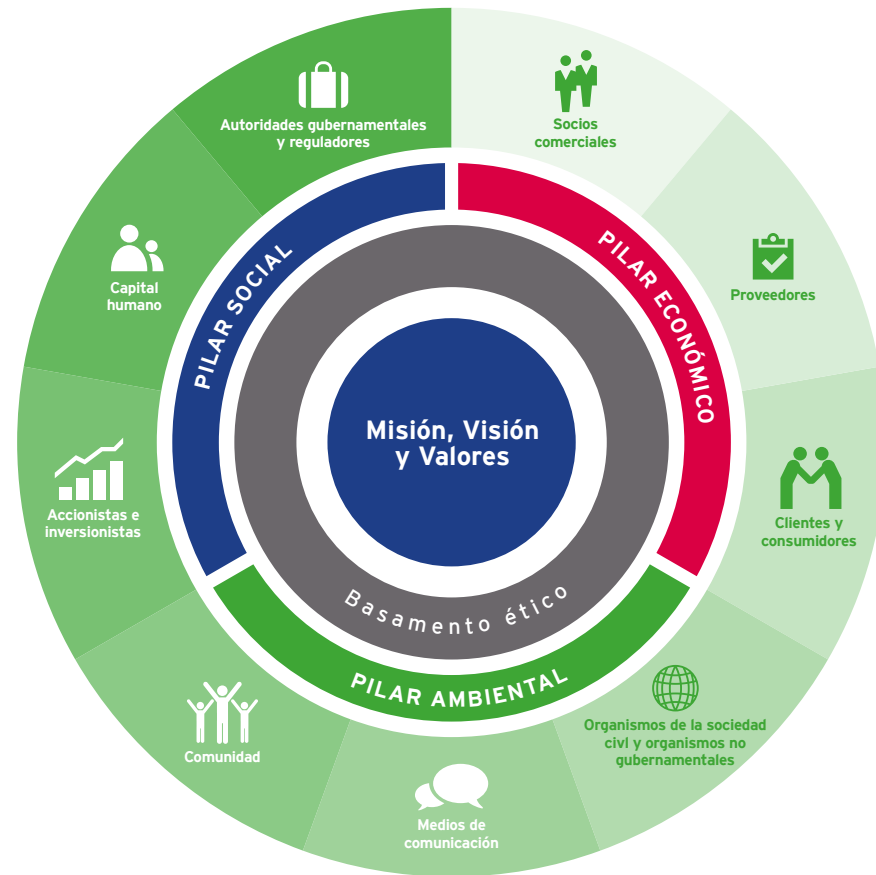 Autoridades gubernamentales
y reguladores
Socios
comerciales
Proveedores
Clientes y
consumidores
Organismos de la sociedad
civl y organismos no
gubernamentales
Medios de
comunicación
Comunidad
Accionistas e
inversionistas
Capital
humano
PILAR SOCIAL
PILAR ECONÓMICO
PILAR AMBIENTAL
Basamento ético
Misión, Visión
y Valores